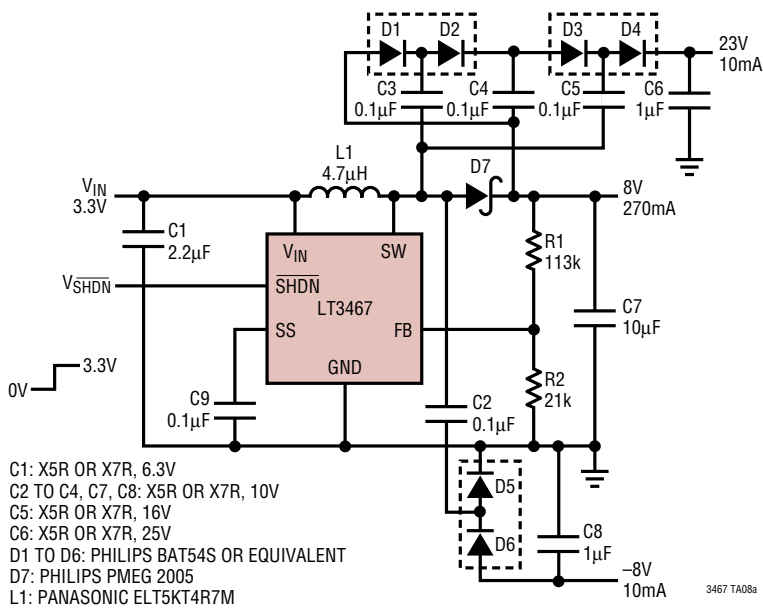 D1
D2
D3
D4
23V
10mA
C3
0.1µF
C4
0.1µF
C5
0.1µF
C6
1µF
L1
4.7µH
D7
VIN
3.3V
8V
270mA
C1
2.2µF
VIN
SW
R1
113k
VSHDN
SHDN
LT3467
C7
10µF
SS
FB
GND
0V
3.3V
R2
21k
C9
0.1µF
C2
0.1µF
D5
D6
C8
1µF
–8V
10mA
C1: X5R OR X7R, 6.3V
C2 TO C4, C7, C8: X5R OR X7R, 10V
C5: X5R OR X7R, 16V
C6: X5R OR X7R, 25V
D1 TO D6: PHILIPS BAT54S OR EQUIVALENT
D7: PHILIPS PMEG 2005
L1: PANASONIC ELT5KT4R7M
3467 TA08a